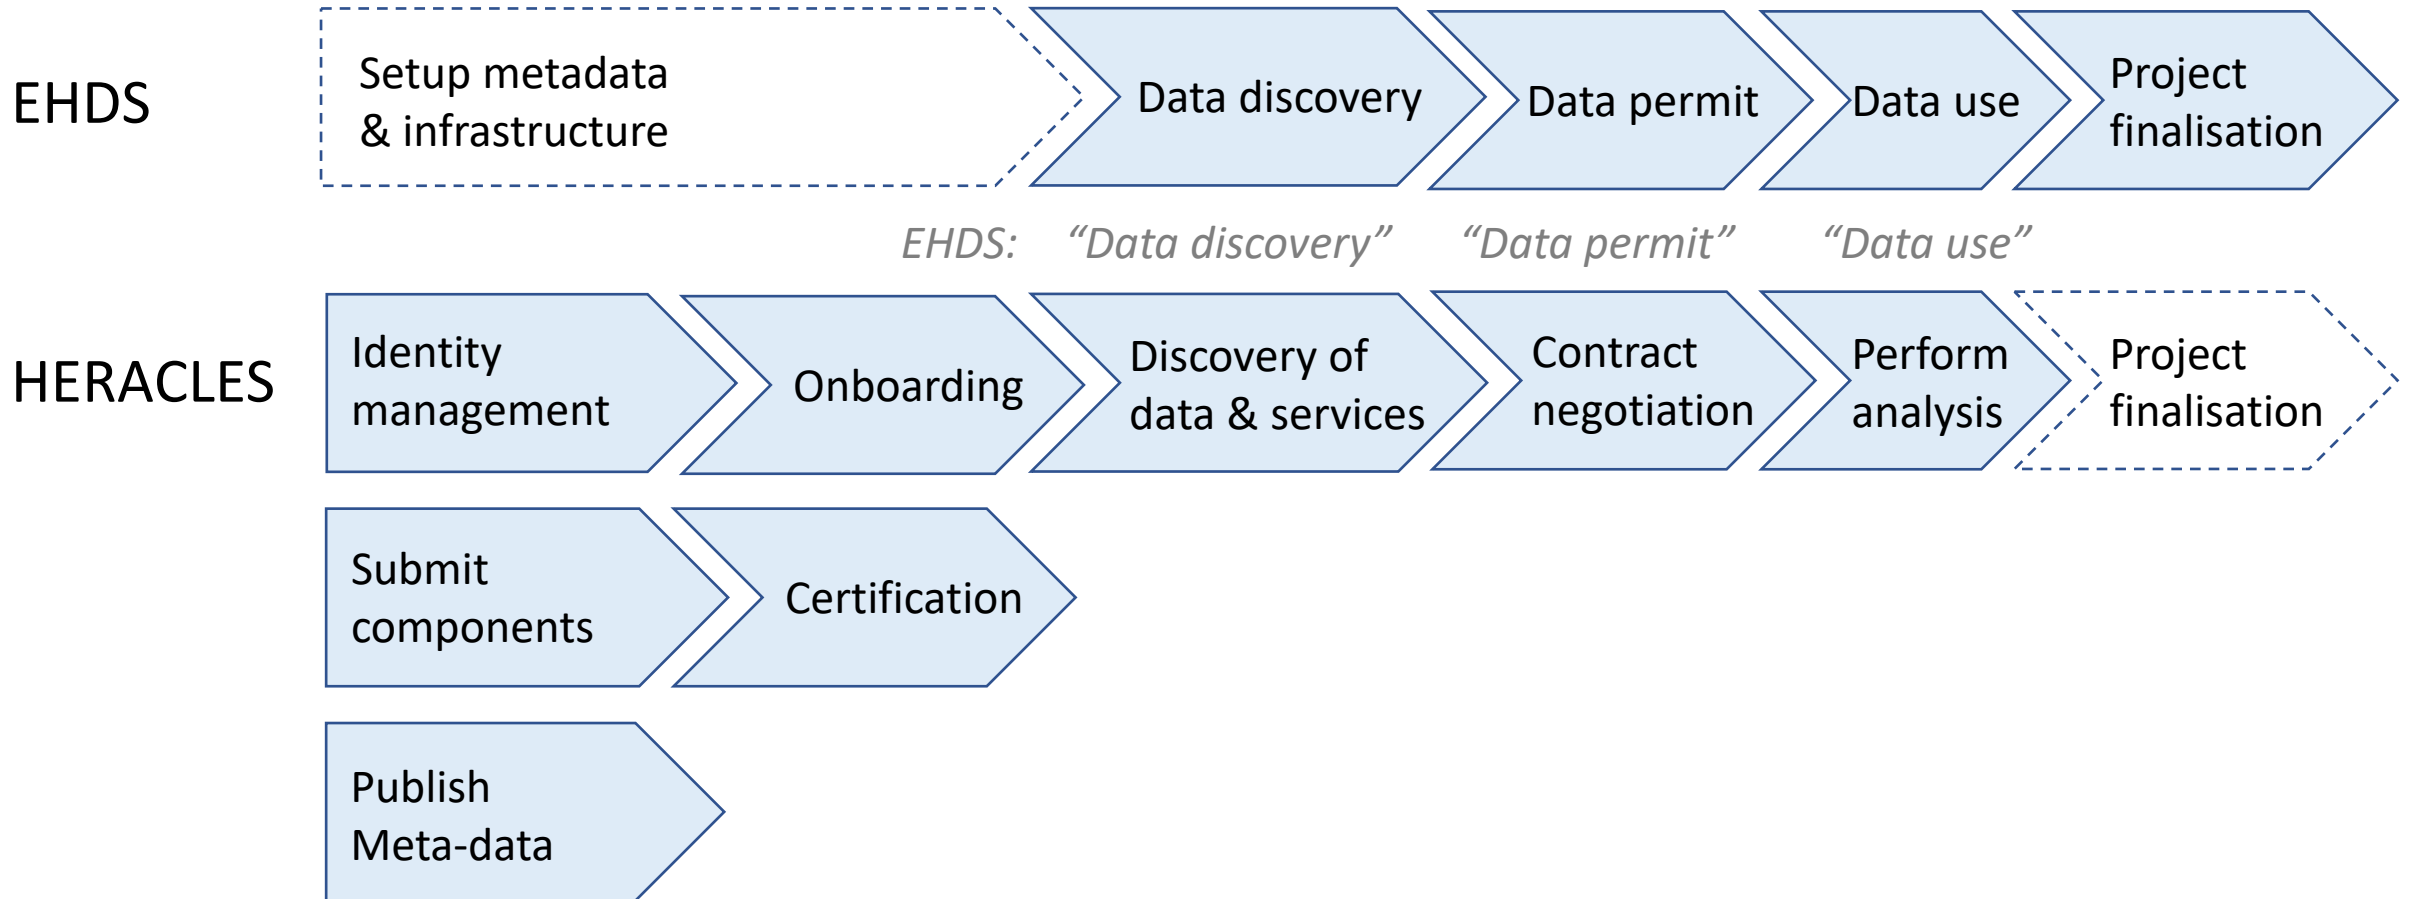 EHDS
Setup metadata
& infrastructure
Data discovery
Data permit
Data use
Project
finalisation
EHDS:
“Data discovery”
“Data permit”
“Data use”
HERACLES
Identity
management
Onboarding
Discovery of
data & services
Contract
negotiation
Perform
analysis
Project
finalisation
Submit
components
Certification
Publish
Meta-data